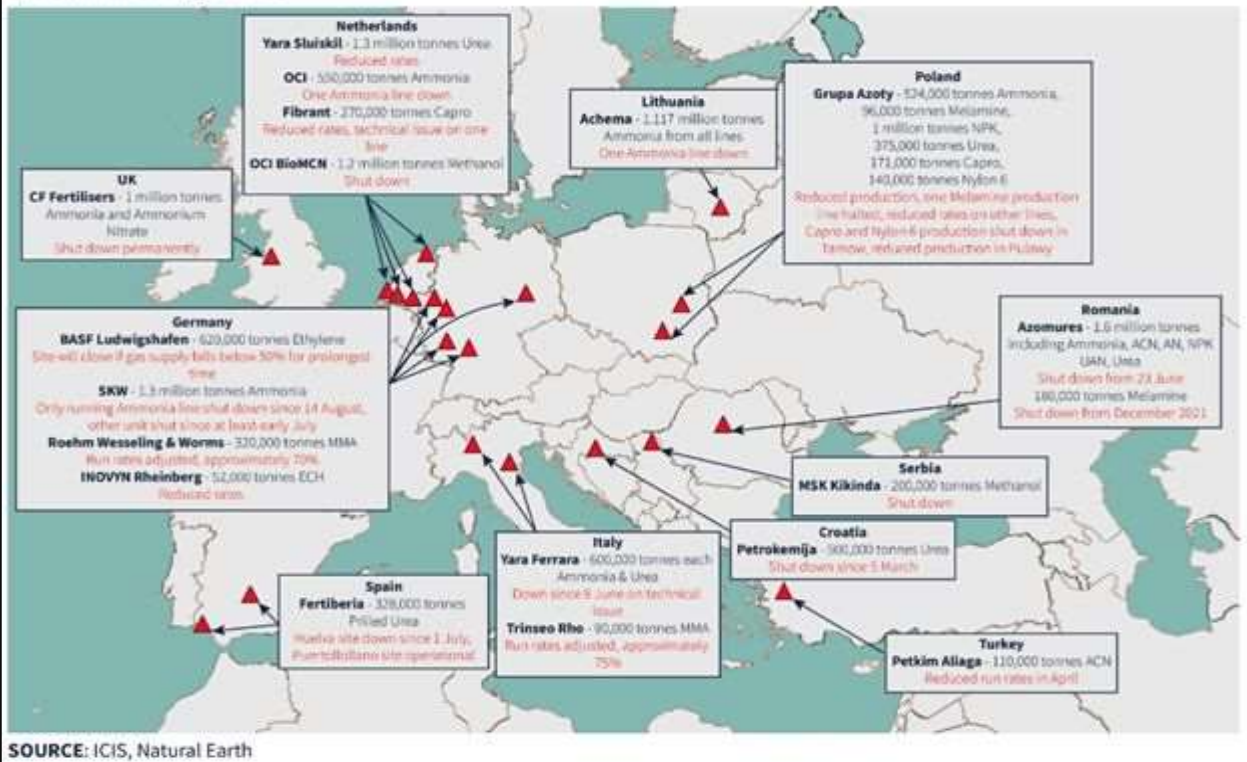 Netherlands
Yara Sluiskil - 1.3 million tonnes Urea
Reduced rates
OCI - 550,000 tonnes Ammonia
One Ammonia line down
Fibrant - 270,000 tonnes Capro
Reduced rates, technical issue on one
line
OCI BioMCN - 1.2 million tonnes Methanol
Shut down
Lithuania
Achema - 1.117 million tonnes
Ammonia from all lines
One Ammonia line down
Poland
Grupa Azoty - 524,000 tonnes Ammonia,
96,000 tonnes Melamine,
1 million tonnes NPK,
375,000 tonnes Urea,
171,000 tonnes Capro,
140,000 tonnes Nylon 6
Reduced production, one Melamine production
line halted, reduced rates on other lines,
Capro and Nylon 6 production shut down in
Tarnow, reduced production in Pulawy
UK
CF Fertilisers - 1 million tonnes
Ammonia and Ammonium
Nitrate
Shut down permanently
Germany
BASF Ludwigshafen - 620,000 tonnes Ethylene
Site will close if gas supply falls below 50% for prolonged
time
SKW - 1.3 million tonnes Ammonia
Only running Ammonia line shut down since 14 August,
other unit shut since at least early July
Roehm Wesseling & Worms - 320,000 tonnes MMA
Run rates adjusted, approximately 70%
INOVYN Rheinberg - 52,000 tonnes ECH
Reduced rates
Romania
Azomures - 1.6 million tonnes
including Ammonia, ACN, AN, NPK
UAN, Urea
Shut down from 23 June
180,000 tonnes Melamine
Shut down from December 2021
Serbia
MSK Kikinda - 200,000 tonnes Methanol
Shut down
Croatia
Petrokemija - 500,000 tonnes Urea
Shut down since 5 March
Italy
Yara Ferrara - 600,000 tonnes each
Ammonia & Urea
Down since 6 June on technical
issue
Trinseo Rho - 90,000 tonnes MMA
Run rates adjusted, approximately
75%
Spain
Fertiberia - 328,000 tonnes
Prilled Urea
Huelva site down since 1 July,
Puertollollano site operational
Turkey
Petkim Aliaga - 110,000 tonnes ACN
Reduced run rates in April
SOURCE: ICIS, Natural Earth